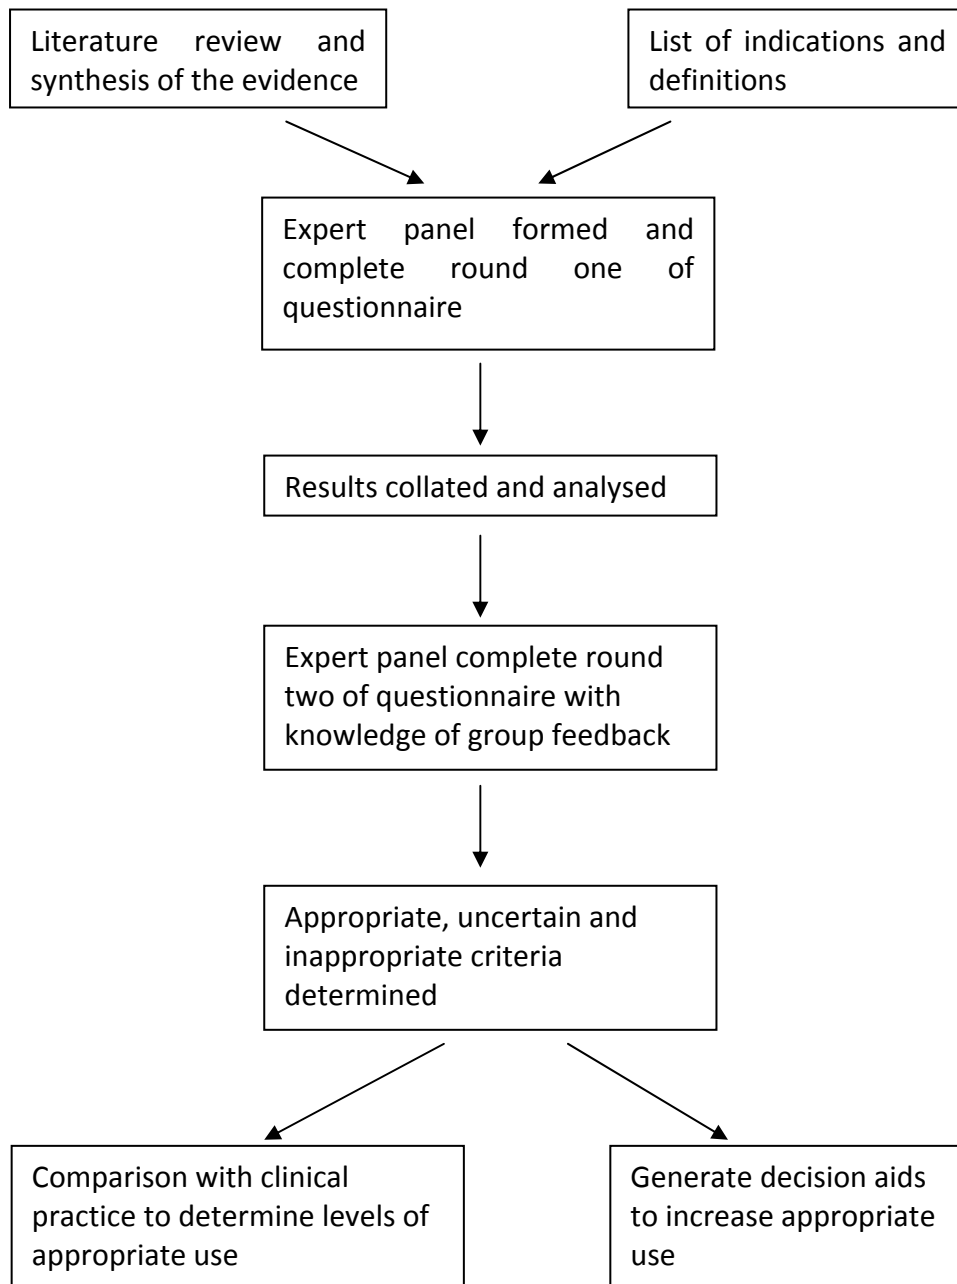 Literature review and
synthesis of the evidence
List of indications and
definitions
Expert panel formed and
complete round one of
questionnaire
Results collated and analysed
Expert panel complete round
two of questionnaire with
knowledge of group feedback
Appropriate, uncertain and
inappropriate criteria
determined
Comparison with clinical
practice to determine levels of
appropriate use
Generate decision aids
to increase appropriate
use